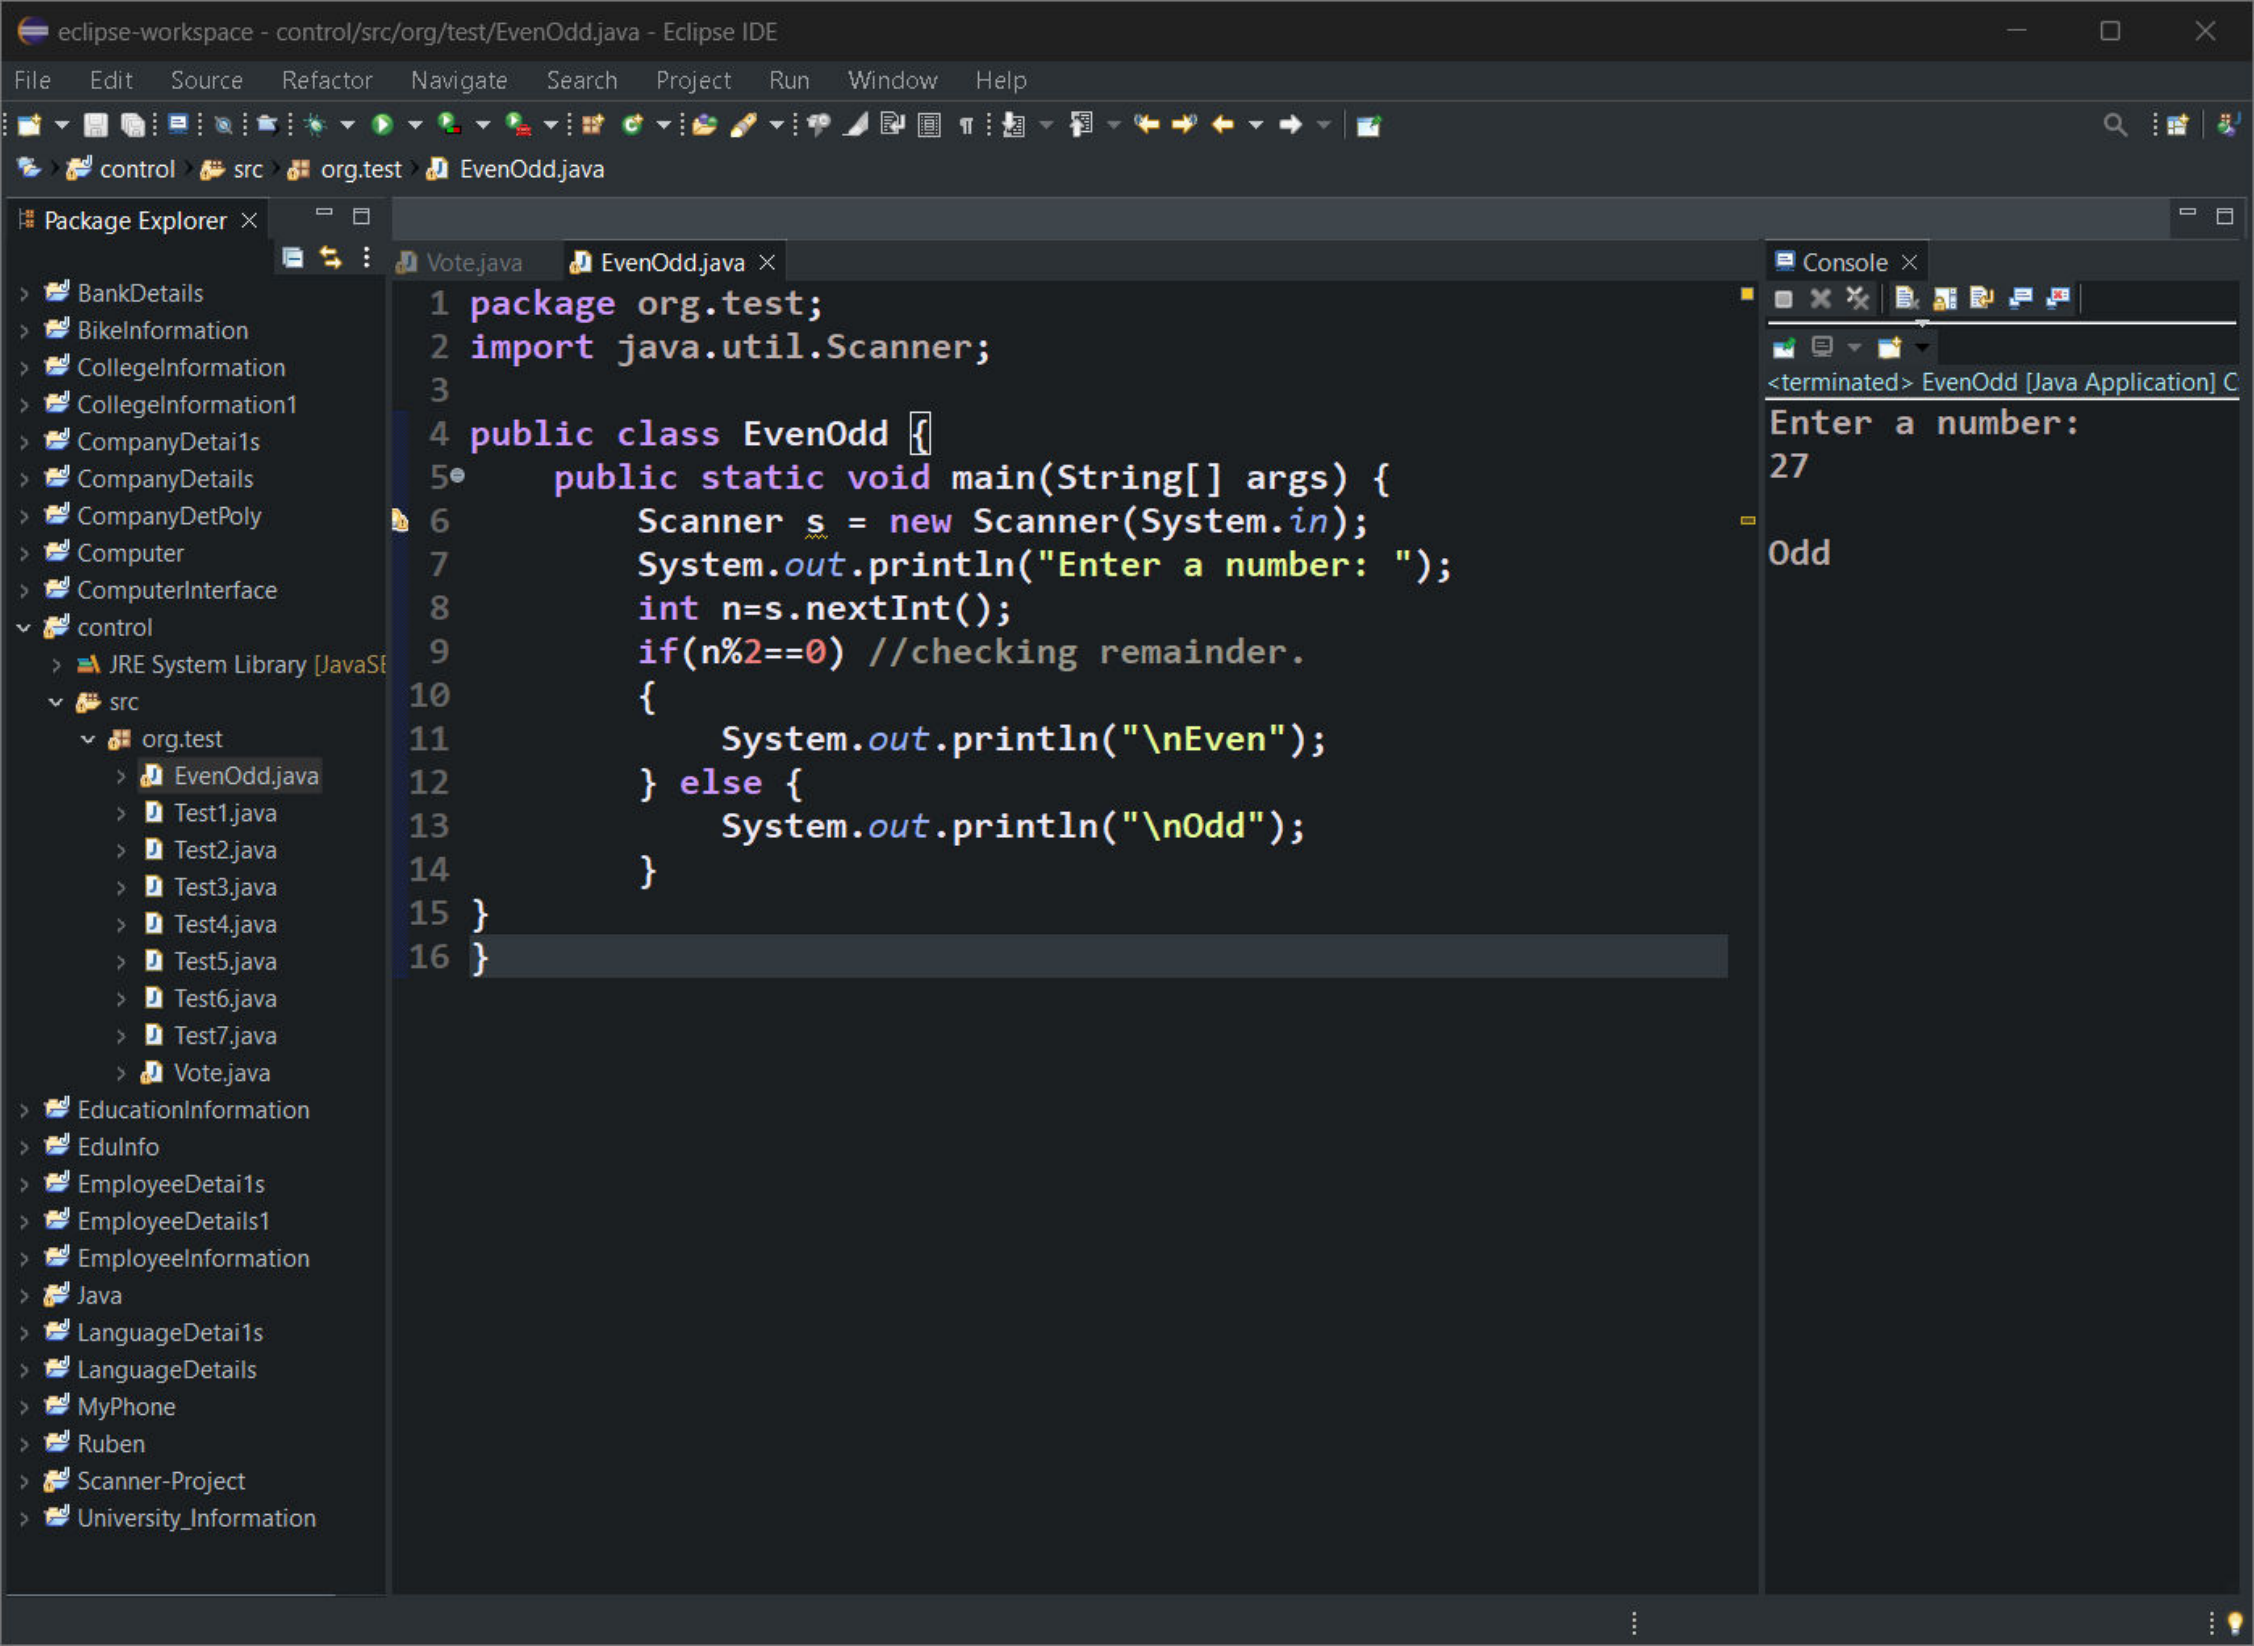 eclipse-workspace - control/src/org/test/EvenOdd.java - Eclipse IDE
File Edit Source Refactor Navigate Search Project Run Window Help
control src org.test EvenOdd.java
Package Explorer
BankDetails
BikeInformation
CollegeInformation
CollegeInformation1
CompanyDetai1s
CompanyDetails
CompanyDetPoly
Computer
ComputerInterface
control
JRE System Library [JavaSE
src
org.test
EvenOdd.java
Test1.java
Test2.java
Test3.java
Test4.java
Test5.java
Test6.java
Test7.java
Vote.java
EducationInformation
EduInfo
EmployeeDetai1s
EmployeeDetails1
EmployeeInformation
Java
LanguageDetai1s
LanguageDetails
MyPhone
Ruben
Scanner-Project
University_Information
Vote.java EvenOdd.java
1 package org.test;
2 import java.util.Scanner;
3
4 public class EvenOdd {
5 public static void main(String[] args) {
6 Scanner s = new Scanner(System.in);
7 System.out.println("Enter a number: ");
8 int n=s.nextInt();
9 if(n%2==0) //checking remainder.
10 {
11 System.out.println("\nEven");
12 } else {
13 System.out.println("\nOdd");
14 }
15 }
16 }
Console
<terminated> EvenOdd [Java Application] C
Enter a number:
27
Odd